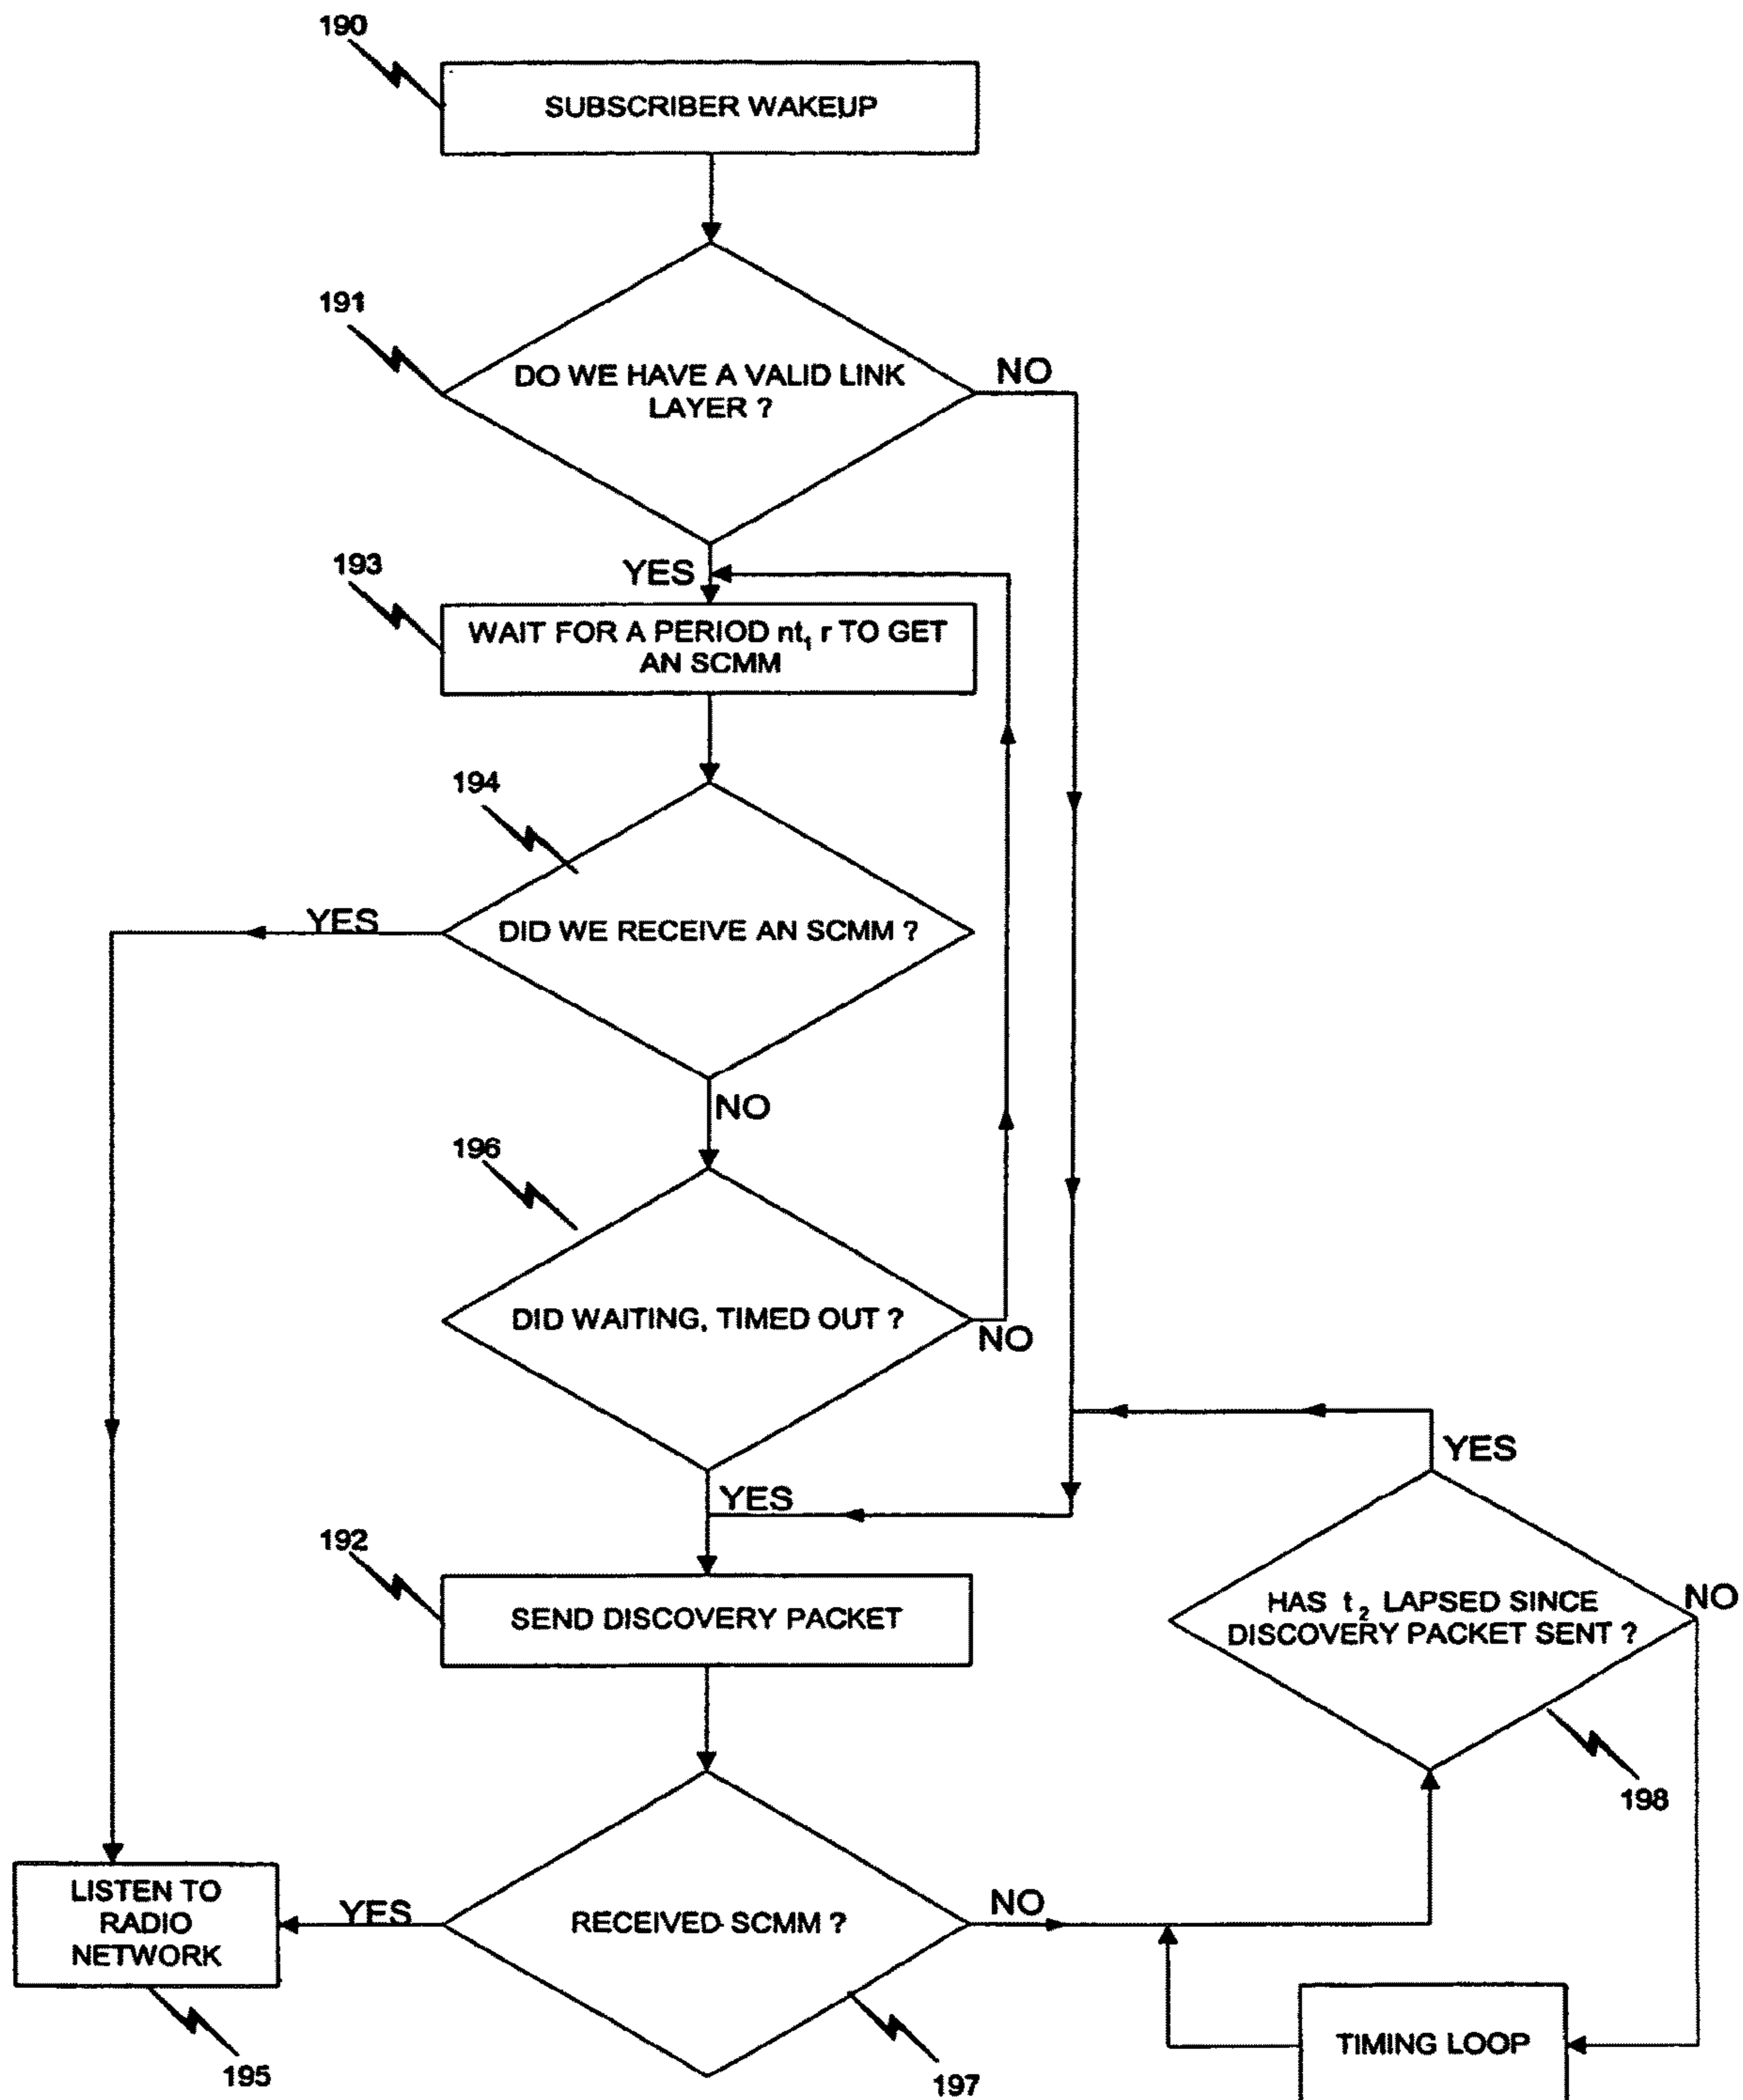 190
SUBSCRIBER WAKEUP
191
DO WE HAVE A VALID LINK
LAYER ?
NO
YES
193
WAIT FOR A PERIOD nt₁ r TO GET
AN SCMM
194
YES
DID WE RECEIVE AN SCMM ?
NO
196
DID WAITING, TIMED OUT ?
NO
YES
YES
192
SEND DISCOVERY PACKET
HAS t₂ LAPSED SINCE
DISCOVERY PACKET SENT ?
NO
198
LISTEN TO
RADIO
NETWORK
YES
RECEIVED SCMM ?
NO
TIMING LOOP
195
197